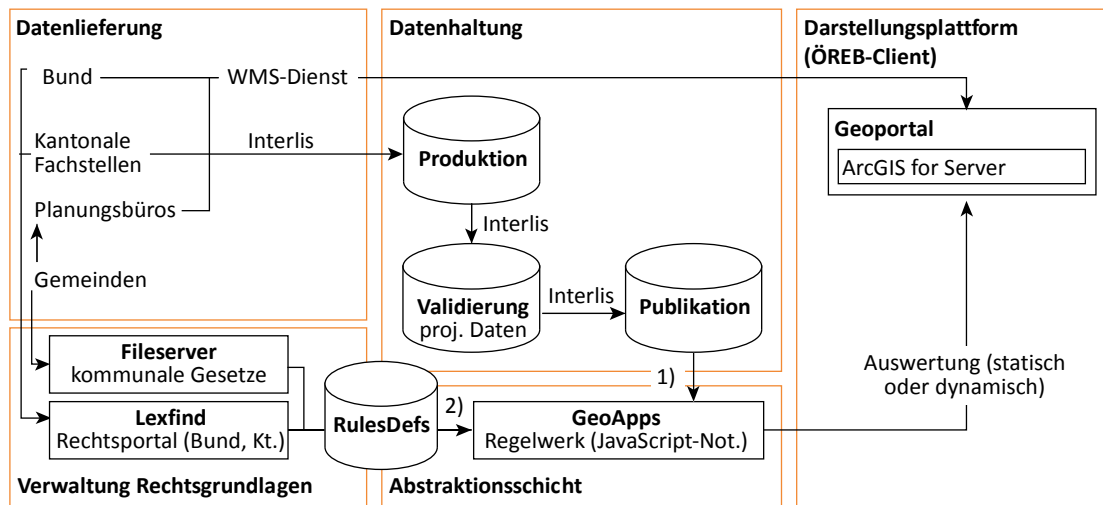 Datenlieferung
Bund
Kantonale
Fachstellen
Planungsbüros
Gemeinden
WMS-Dienst
Interlis
Datenhaltung
Produktion
Interlis
Validierung
proj. Daten
Interlis
Publikation
Darstellungsplattform
(ÖREB-Client)
Geoportal
ArcGIS for Server
Auswertung (statisch
oder dynamisch)
Fileserver
kommunale Gesetze
Lexfind
Rechtsportal (Bund, Kt.)
Verwaltung Rechtsgrundlagen
RulesDefs
1)
2)
GeoApps
Regelwerk (JavaScript-Not.)
Abstraktionsschicht